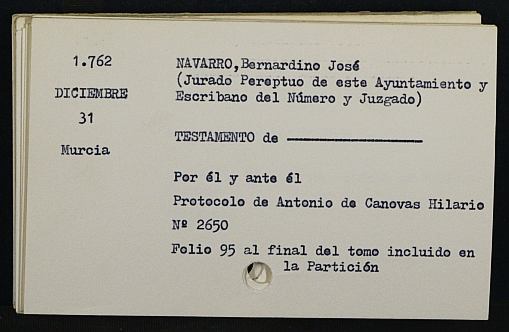 1.762
DICIEMBRE
31
Murcia
NAVARRO,Bernardino José
(Jurado Pereptuo de este Ayuntamiento y
Escribano del Número y Juzgado)
TESTAMENTO de ————————————
Por él y ante él
Protocolo de Antonio de Canovas Hilario
Nº 2650
Folio 95 al final del tomo incluido en
la Partición